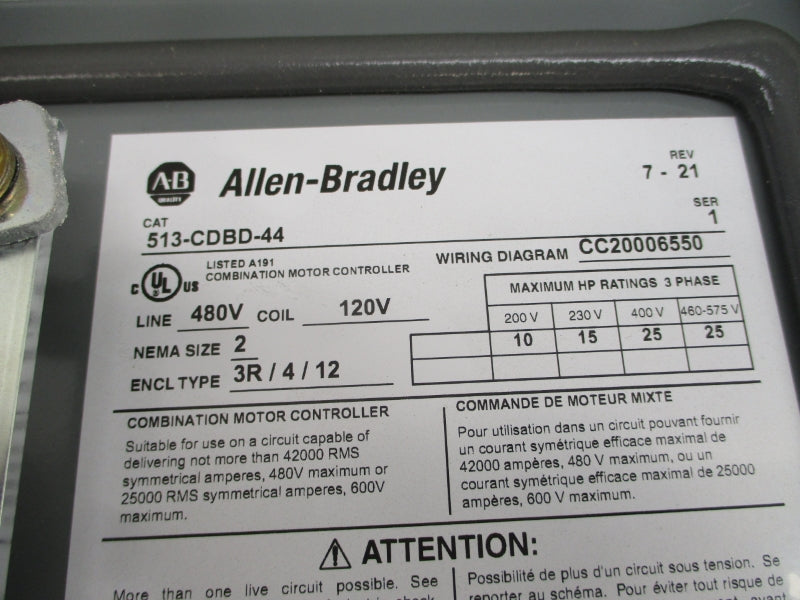 A-B
QUALITY
Allen-Bradley
REV
7 - 21
SER
1
CAT
513-CDBD-44
WIRING DIAGRAM CC20006550
C UL US
LISTED A191
COMBINATION MOTOR CONTROLLER
LINE 480V COIL 120V
NEMA SIZE 2
ENCL TYPE 3R / 4 / 12
MAXIMUM HP RATINGS 3 PHASE
200 V 230 V 400 V 460-575 V
10 15 25 25
COMBINATION MOTOR CONTROLLER
Suitable for use on a circuit capable of
delivering not more than 42000 RMS
symmetrical amperes, 480V maximum or
25000 RMS symmetrical amperes, 600V
maximum.
COMMANDE DE MOTEUR MIXTE
Pour utilisation dans un circuit pouvant fournir
un courant symétrique efficace maximal de
42000 ampères, 480 V maximum, ou un
courant symétrique efficace maximal de 25000
ampères, 600 V maximum.
ATTENTION:
More than one live circuit possible. See
Possibilité de plus d'un circuit sous tension. Se
reporter au schéma. Pour éviter tout risque de